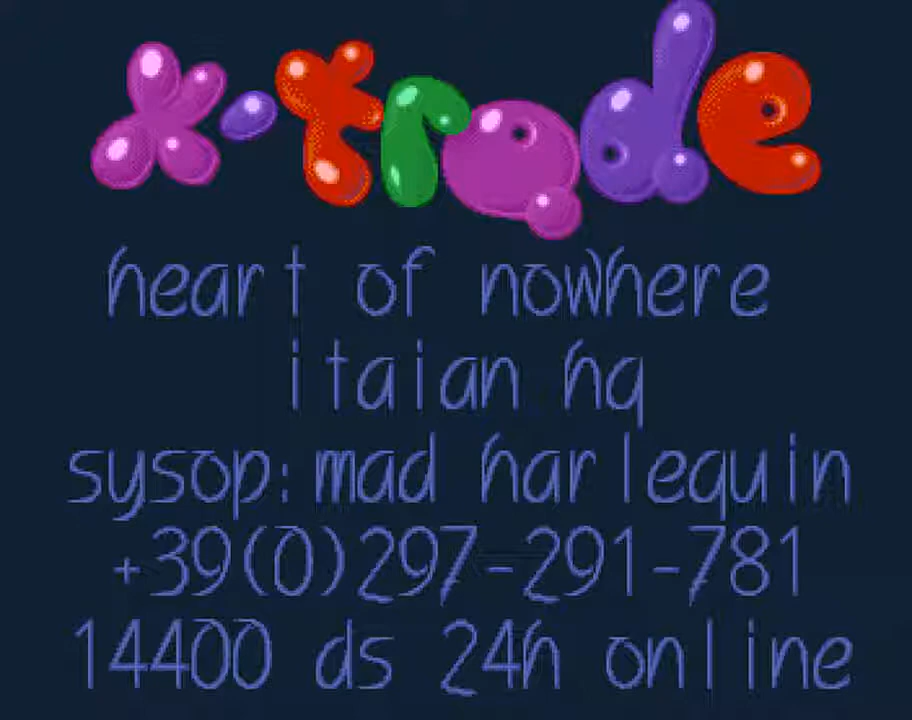 x-trade
heart of nowhere
itaian hq
sysop: mad harlequin
+39(0)297-291-781
14400 ds 24h online